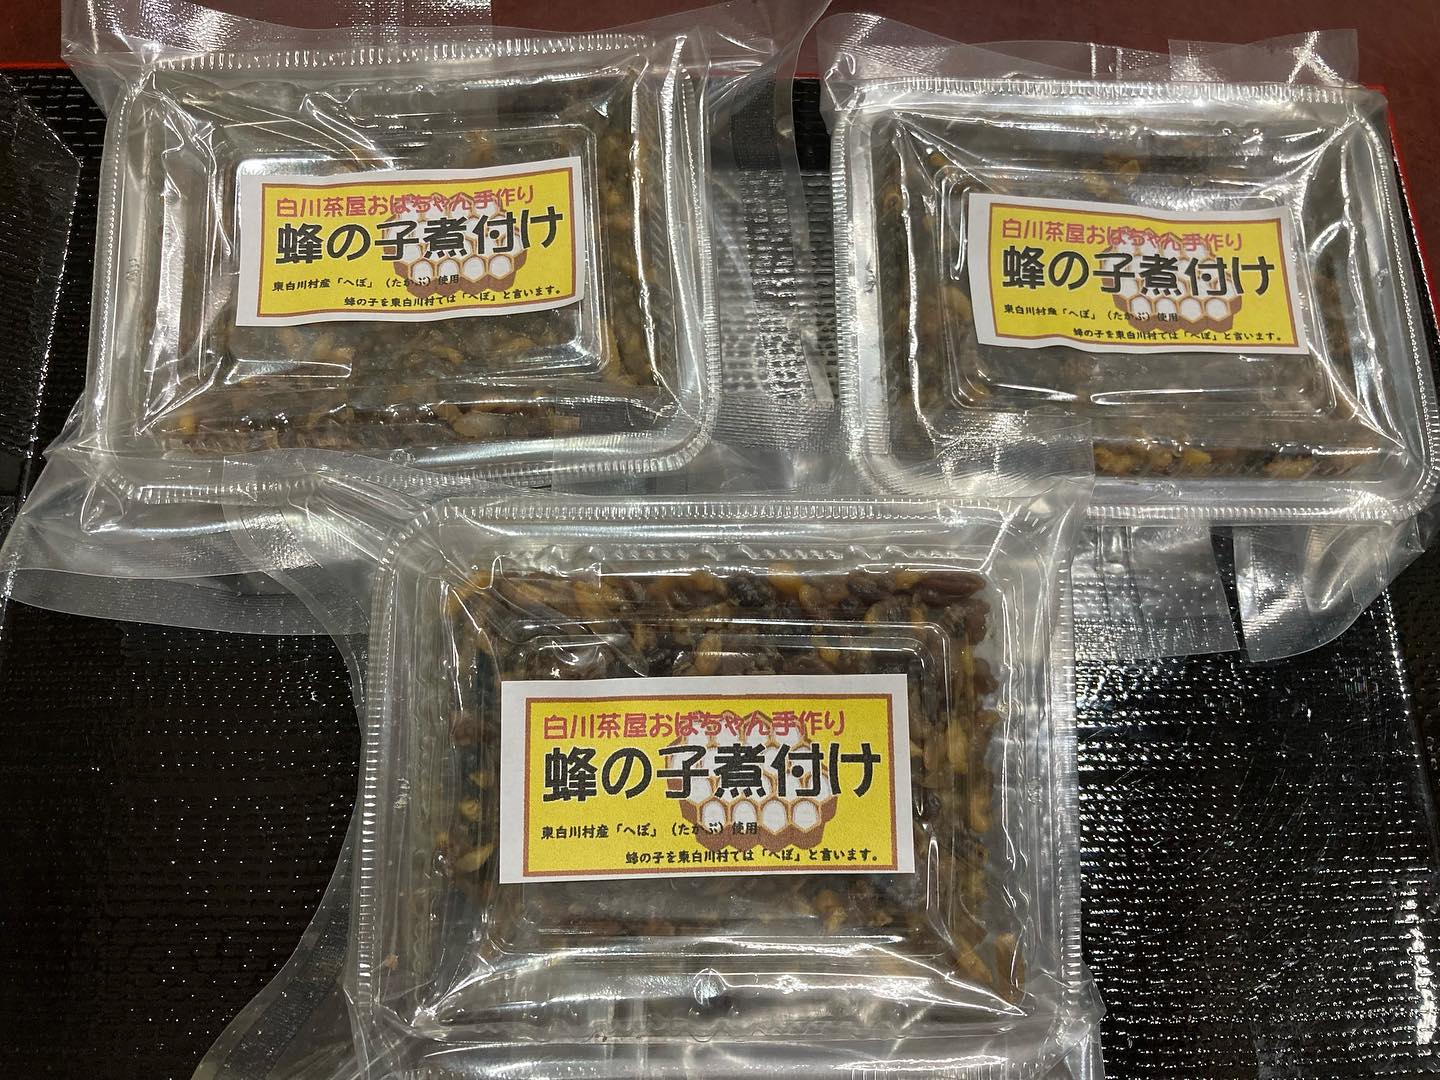 白川茶屋おばちゃん手作り
蜂の子煮付け
東白川村産「へぼ」（たかぶ）使用
蜂の子を東白川村では「へぼ」と言います。
白川茶屋おばちゃん手作り
蜂の子煮付け
東白川村産「へぼ」（たかぶ）使用
蜂の子を東白川村では「へぼ」と言います。
白川茶屋おばちゃん手作り
蜂の子煮付け
東白川村産「へぼ」（たかぶ）使用
蜂の子を東白川村では「へぼ」と言います。